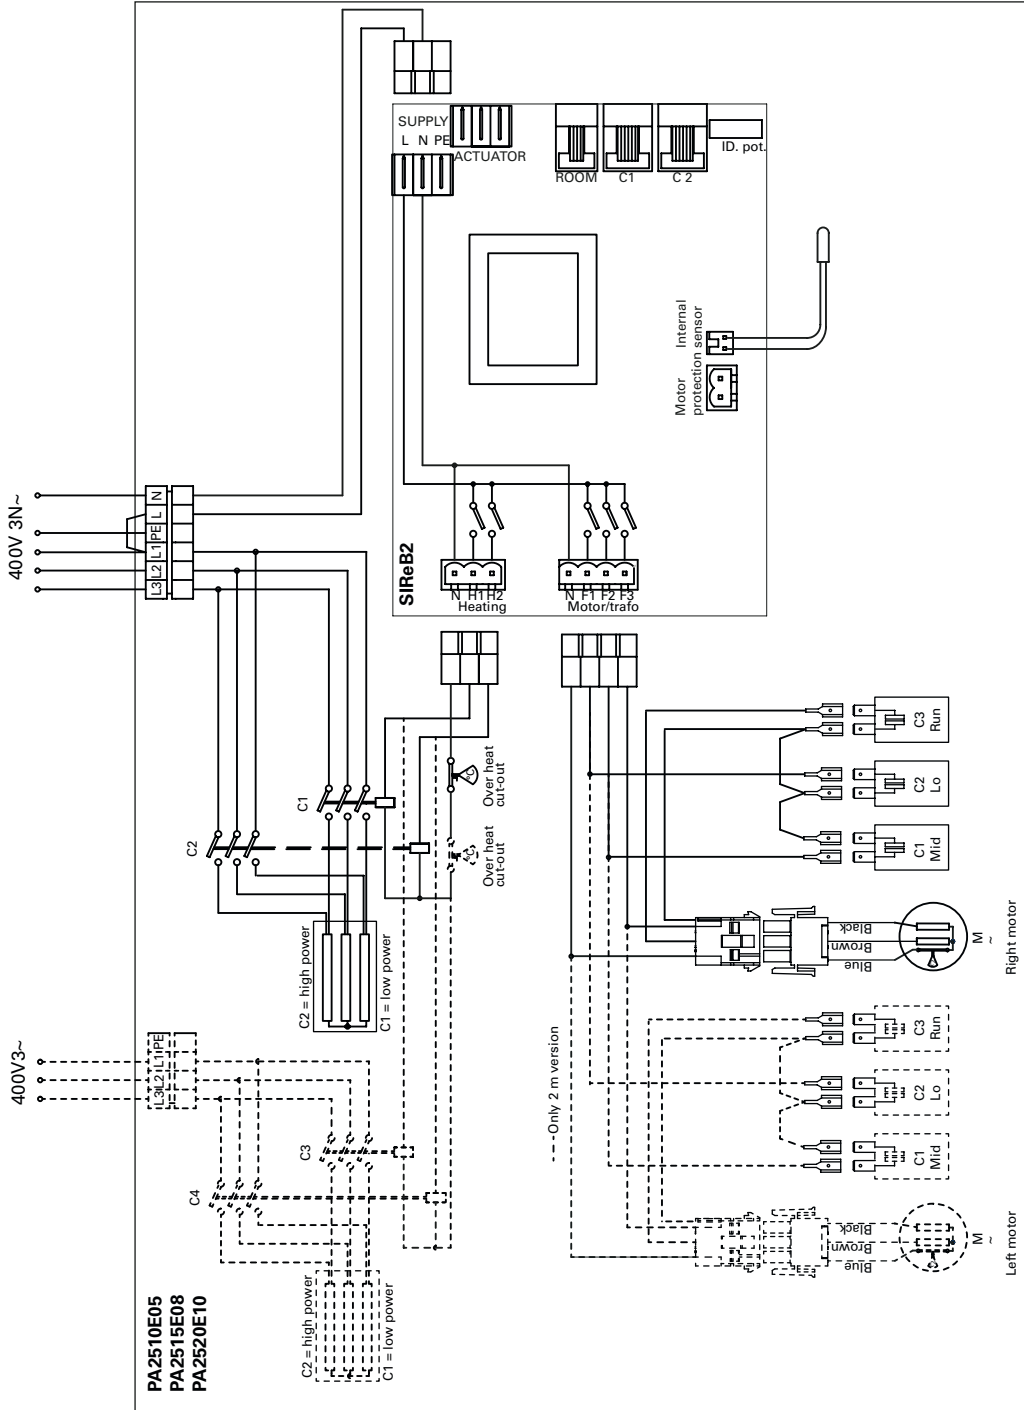 SUPPLY
L N PE
ACTUATOR
ROOM
C1
C 2
ID. pot.
Internal
Motor
protection sensor
400V 3N~
L3 L2 L1 PE L N
SIReB2
N H1 H2
Heating
N F1 F2 F3
Motor/trafo
C1
C2
°C
Over heat
cut-out
°C
Over heat
cut-out
C2 = high power
C1 = low power
C3
Run
C2
Lo
C1
Mid
Black
Brown
Blue
M
~
Right motor
400V3~
L3 L2 L1 PE
C3
C4
C2 = high power
C1 = low power
---Only 2 m version
C3
Run
C2
Lo
C1
Mid
Black
Brown
Blue
M
~
Left motor
PA2510E05
PA2515E08
PA2520E10